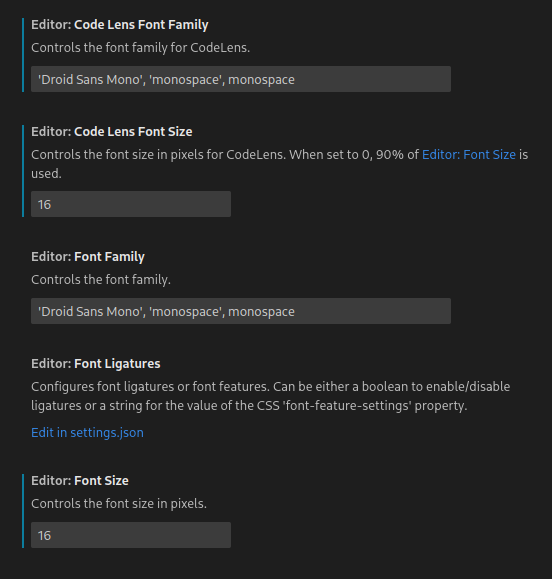 Editor: Code Lens Font Family
Controls the font family for CodeLens.
'Droid Sans Mono', 'monospace', monospace
Editor: Code Lens Font Size
Controls the font size in pixels for CodeLens. When set to 0, 90% of Editor: Font Size is
used.
16
Editor: Font Family
Controls the font family.
'Droid Sans Mono', 'monospace', monospace
Editor: Font Ligatures
Configures font ligatures or font features. Can be either a boolean to enable/disable
ligatures or a string for the value of the CSS 'font-feature-settings' property.
Edit in settings.json
Editor: Font Size
Controls the font size in pixels.
16